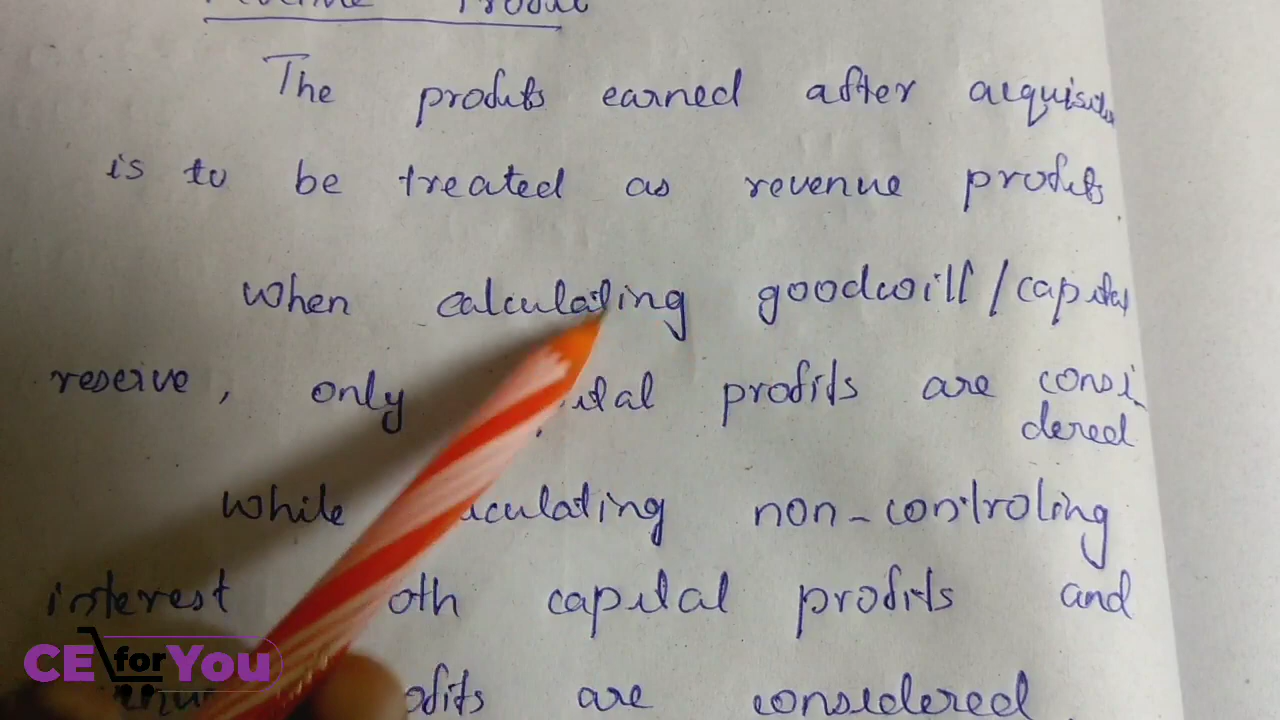 The profits earned after
is to be treated as revenue profits.
When calculating goodwill / capital
reserve, only profits are consi-
dered
while non-controling
interest capital profits and
are considered
CE for You